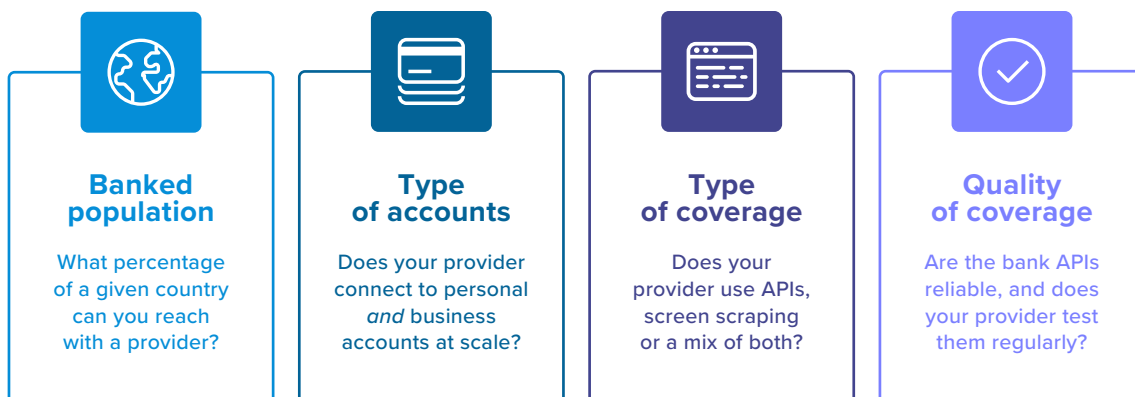 Banked
population
What percentage
of a given country
can you reach
with a provider?
Type
of accounts
Does your provider
connect to personal
and business
accounts at scale?
Type
of coverage
Does your
provider use APIs,
screen scraping
or a mix of both?
Quality
of coverage
Are the bank APIs
reliable, and does
your provider test
them regularly?